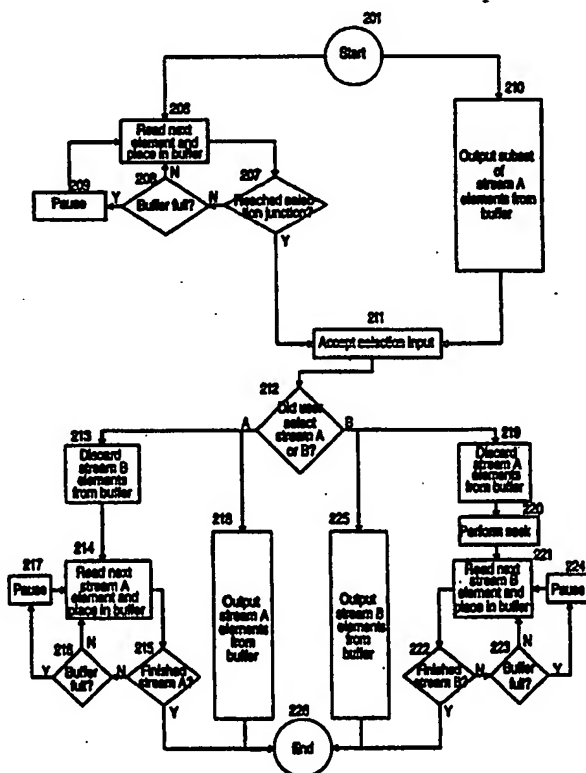 201
Start
206
Read next
element and
place in buffer
210
Output subset
of
stream A
elements from
buffer
209
Pause
Y
208
N
Buffer full?
N
207
Reached selec-
tion junction?
Y
211
Accept selection input
212
Did user
select
stream A
or B?
A
B
213
Discard
stream B
elements
from buffer
219
Discard
stream A
elements
from buffer
220
Perform seek
218
Output
stream A
elements
from
buffer
225
Output
stream B
elements
from
buffer
214
Read next
stream A
element and
place in buffer
217
Pause
221
Read next
stream B
element and
place in buffer
224
Pause
216
N
Buffer
full?
Y
N
215
Finished
stream A?
Y
222
Finished
stream B?
Y
N
223
N
Buffer
full?
Y
226
End